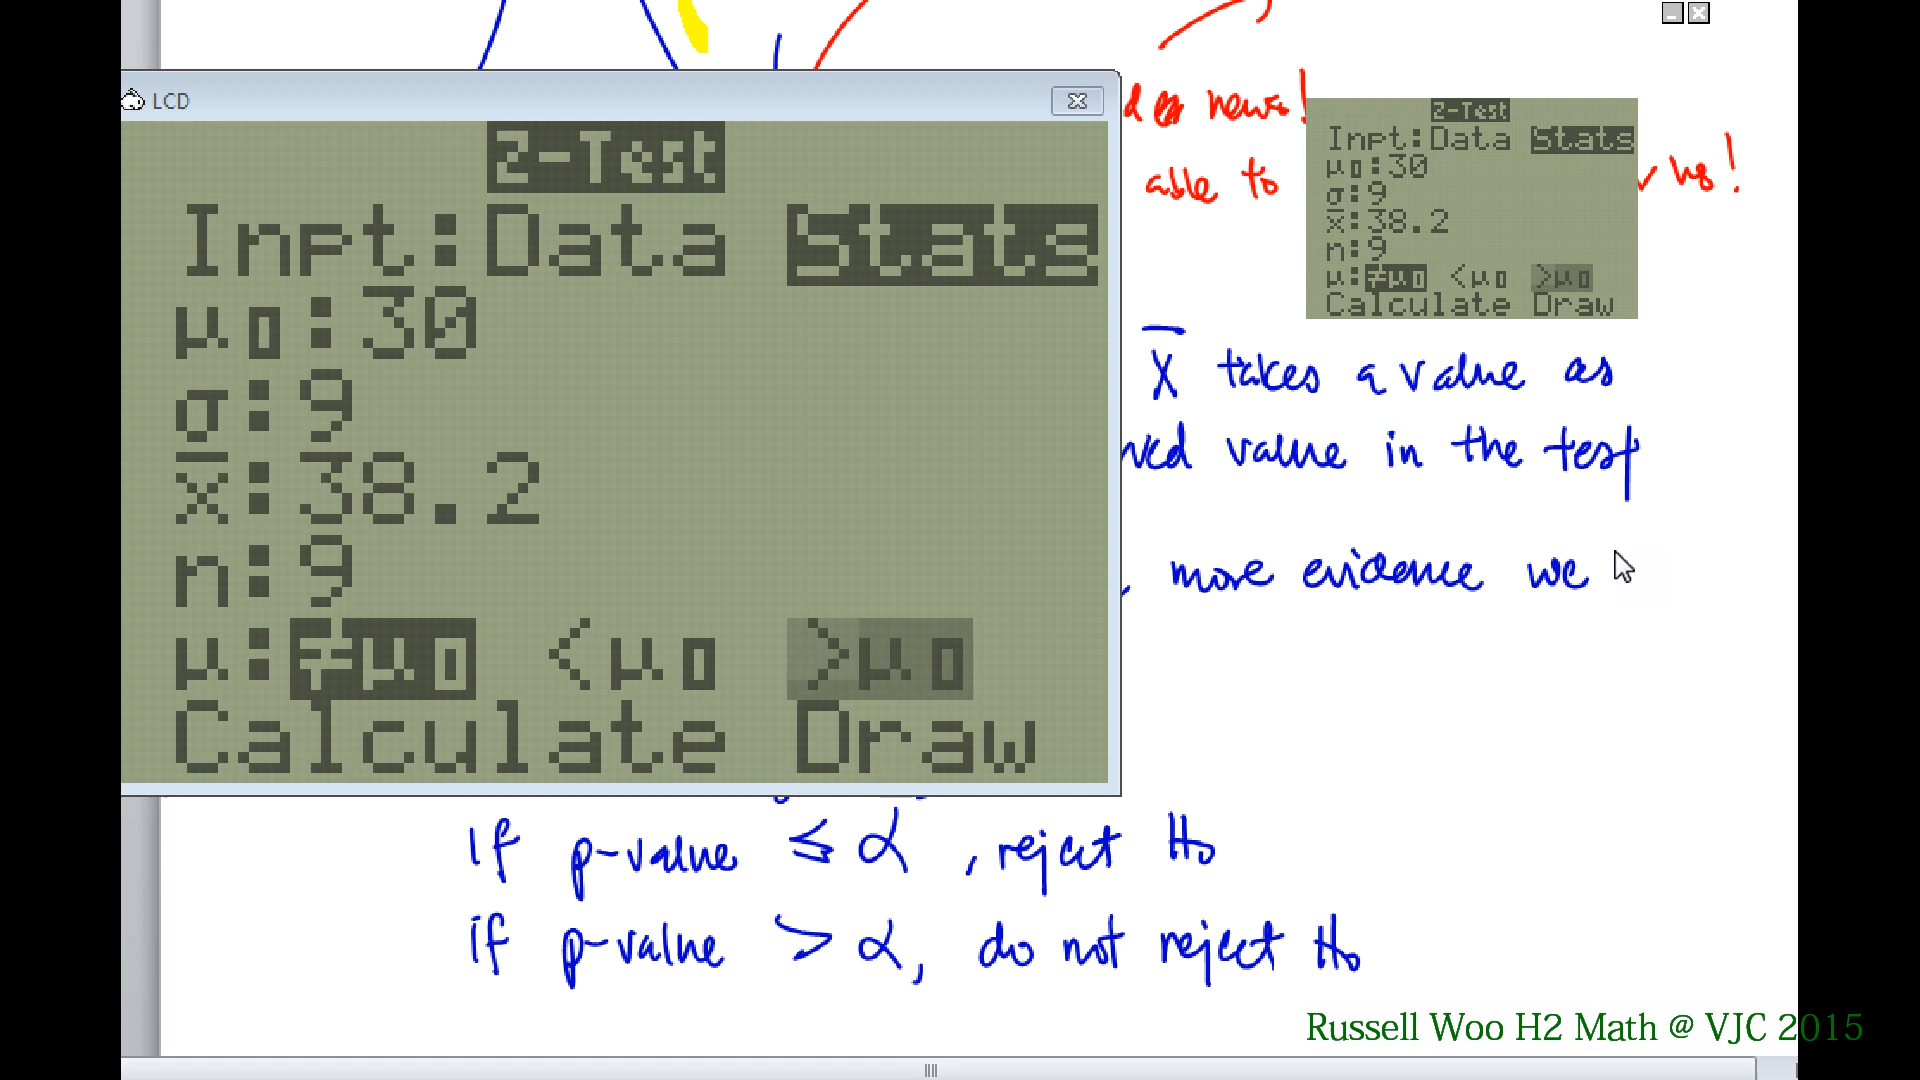 LCD
Z-Test
Inpt:Data Stats
μ0:30
σ:9
x̄:38.2
n:9
μ:≠μ0 <μ0 >μ0
Calculate Draw
news!
able to
Z-Test
Inpt:Data Stats
μ0:30
σ:9
x̄:38.2
n:9
μ:≠μ0 <μ0 >μ0
Calculate Draw
X̄ takes a value as
value in the test
, more evidence we
If p-value ≤ α, reject H₀
if p-value > α, do not reject H₀
Russell Woo H2 Math @ VJC 2015